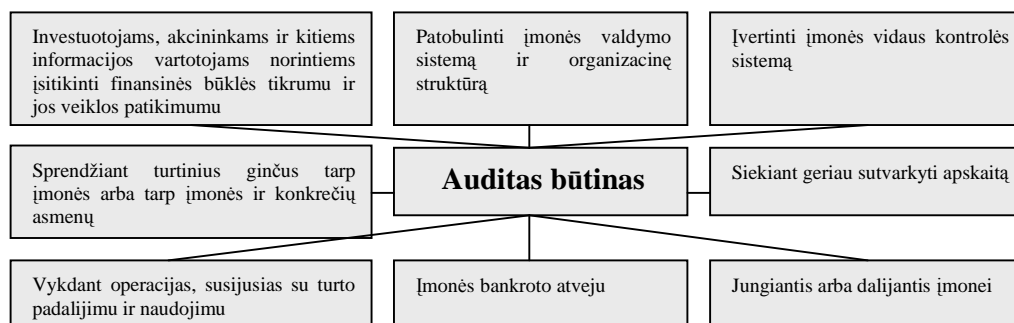 Investuotojams, akcininkams ir kitiems
informacijos vartotojams norintiems
įsitikinti finansinės būklės tikrumu ir
jos veiklos patikimumu
Patobulinti įmonės valdymo
sistemą ir organizacinę
struktūrą
Įvertinti įmonės vidaus kontrolės
sistemą
Sprendžiant turtinius ginčus tarp
įmonės arba tarp įmonės ir konkrečių
asmenų
Auditas būtinas
Siekiant geriau sutvarkyti apskaitą
Vykdant operacijas, susijusias su turto
padalijimu ir naudojimu
Įmonės bankroto atveju
Jungiantis arba dalijantis įmonei